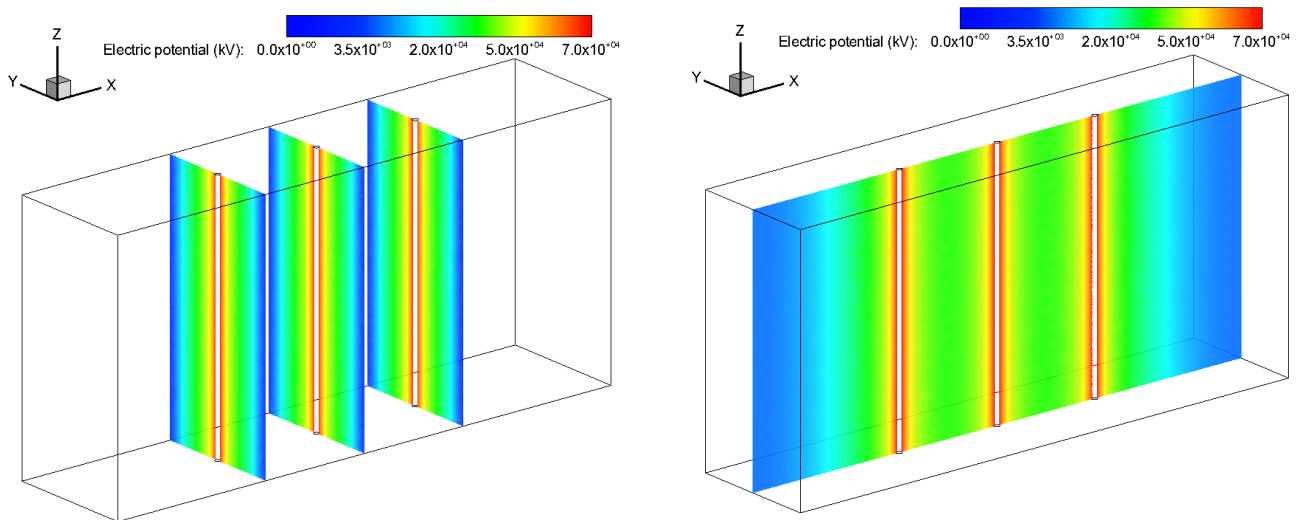 Electric potential (kV): 0.0x10⁺⁰⁰ 3.5x10⁺⁰³ 2.0x10⁺⁰⁴ 5.0x10⁺⁰⁴ 7.0x10⁺⁰⁴
Z
Y
X
Electric potential (kV): 0.0x10⁺⁰⁰ 3.5x10⁺⁰³ 2.0x10⁺⁰⁴ 5.0x10⁺⁰⁴ 7.0x10⁺⁰⁴
Z
Y
X